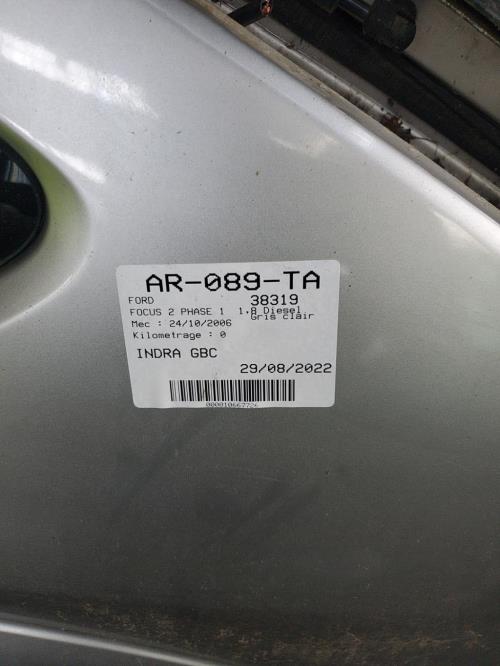 AR-089-TA
FORD 38319
FOCUS 2 PHASE 1 1.8 Diesel
Mec : 24/10/2006 Gris clair
Kilometrage : 0
INDRA GBC
29/08/2022